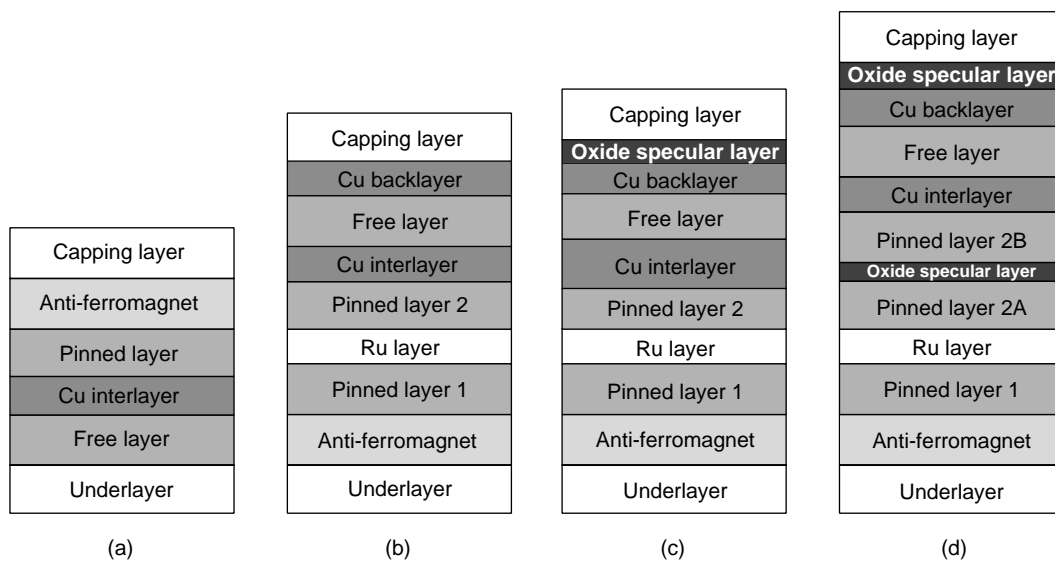 Capping layer
Anti-ferromagnet
Pinned layer
Cu interlayer
Free layer
Underlayer
(a)
Capping layer
Cu backlayer
Free layer
Cu interlayer
Pinned layer 2
Ru layer
Pinned layer 1
Anti-ferromagnet
Underlayer
(b)
Capping layer
Oxide specular layer
Cu backlayer
Free layer
Cu interlayer
Pinned layer 2
Ru layer
Pinned layer 1
Anti-ferromagnet
Underlayer
(c)
Capping layer
Oxide specular layer
Cu backlayer
Free layer
Cu interlayer
Pinned layer 2B
Oxide specular layer
Pinned layer 2A
Ru layer
Pinned layer 1
Anti-ferromagnet
Underlayer
(d)